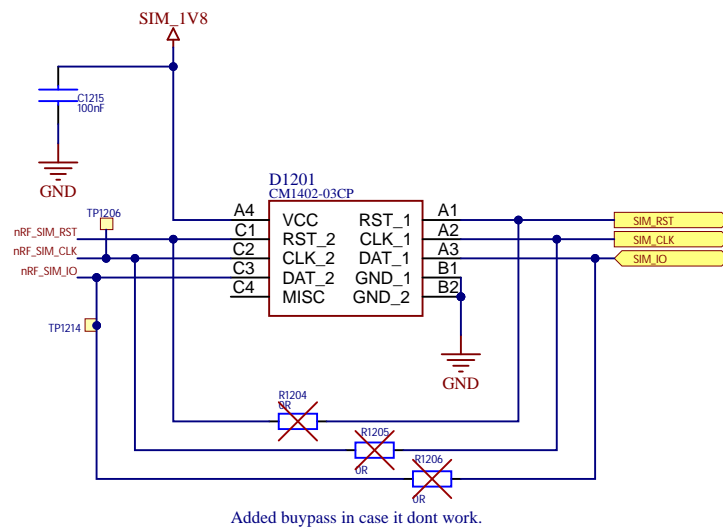 SIM_1V8
C1215
100nF
GND
D1201
CM1402-03CP
TP1206
nRF_SIM_RST
nRF_SIM_CLK
nRF_SIM_IO
A4 VCC RST_1 A1
C1 RST_2 CLK_1 A2
C2 CLK_2 DAT_1 A3
C3 DAT_2 GND_1 B1
C4 MISC GND_2 B2
SIM_RST
SIM_CLK
SIM_IO
TP1214
GND
R1204
0R
R1205
0R
R1206
0R
Added buypass in case it dont work.